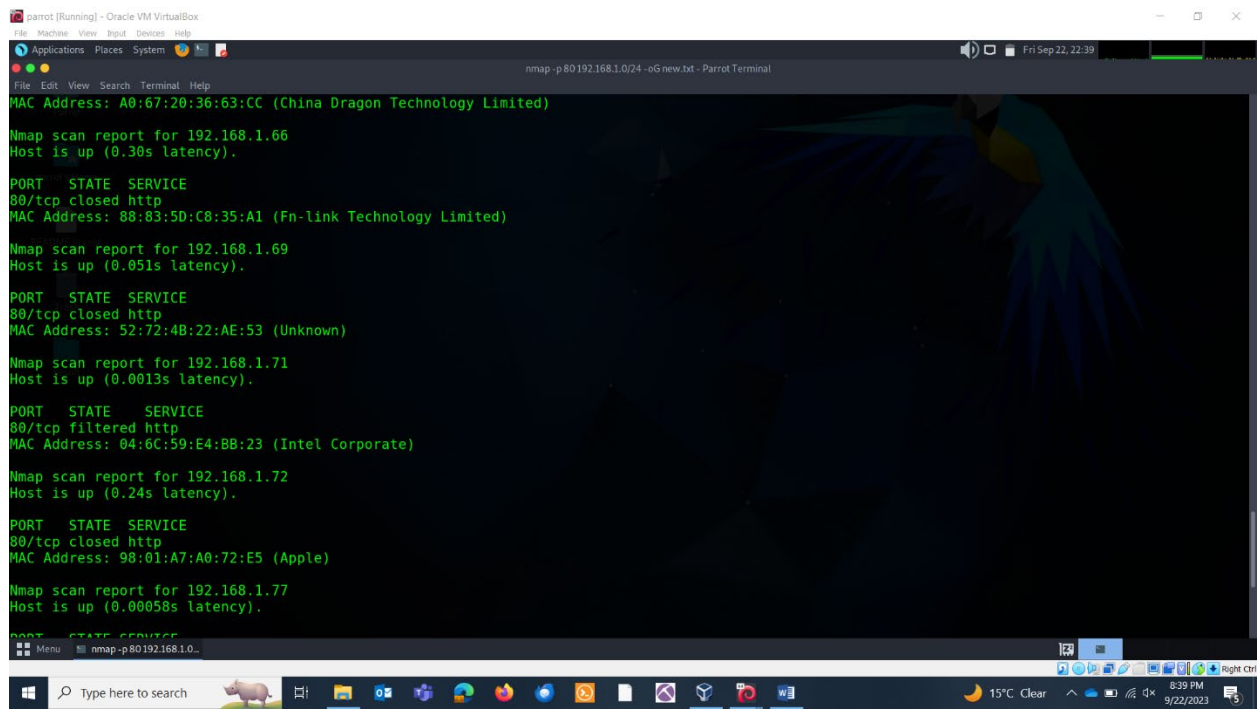 parrot [Running] - Oracle VM VirtualBox
File Machine View Input Devices Help
Applications Places System Fri Sep 22, 22:39
nmap -p 80 192.168.1.0/24 -oG new.txt - Parrot Terminal
File Edit View Search Terminal Help
MAC Address: A0:67:20:36:63:CC (China Dragon Technology Limited)
Nmap scan report for 192.168.1.66
Host is up (0.30s latency).
PORT STATE SERVICE
80/tcp closed http
MAC Address: 88:83:5D:C8:35:A1 (Fn-link Technology Limited)
Nmap scan report for 192.168.1.69
Host is up (0.051s latency).
PORT STATE SERVICE
80/tcp closed http
MAC Address: 52:72:4B:22:AE:53 (Unknown)
Nmap scan report for 192.168.1.71
Host is up (0.0013s latency).
PORT STATE SERVICE
80/tcp filtered http
MAC Address: 04:6C:59:E4:BB:23 (Intel Corporate)
Nmap scan report for 192.168.1.72
Host is up (0.24s latency).
PORT STATE SERVICE
80/tcp closed http
MAC Address: 98:01:A7:A0:72:E5 (Apple)
Nmap scan report for 192.168.1.77
Host is up (0.00058s latency).
PORT STATE SERVICE
Menu nmap -p 80 192.168.1.0...
Right Ctrl
Type here to search 15°C Clear 8:39 PM
9/22/2023